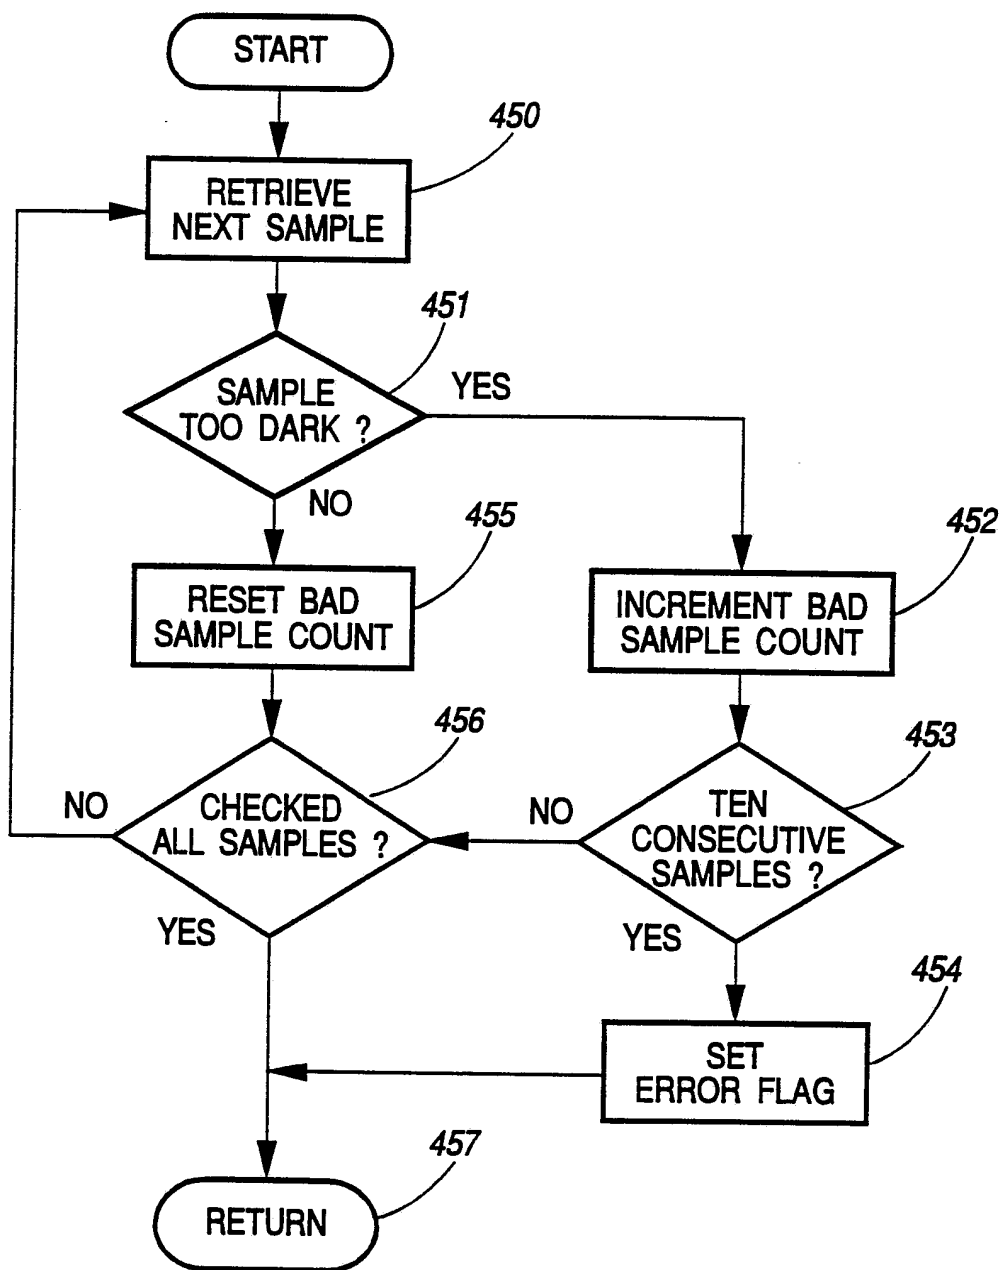 START
450
RETRIEVE
NEXT SAMPLE
451
SAMPLE
TOO DARK ?
YES
NO
455
RESET BAD
SAMPLE COUNT
452
INCREMENT BAD
SAMPLE COUNT
456
CHECKED
ALL SAMPLES ?
NO
YES
453
TEN
CONSECUTIVE
SAMPLES ?
NO
YES
454
SET
ERROR FLAG
457
RETURN